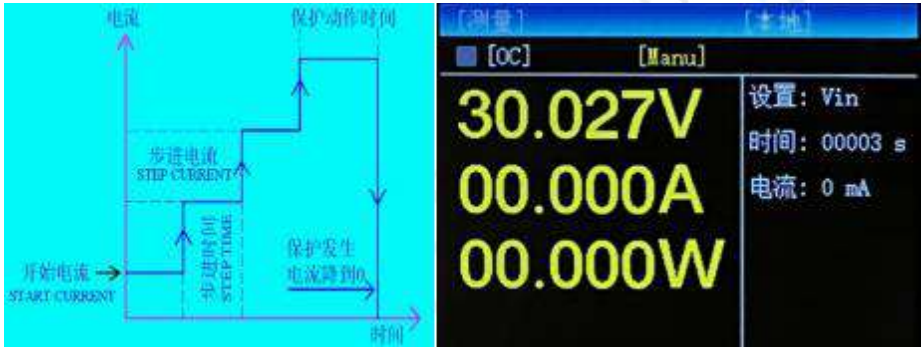 电流
保护动作时间
步进电流
STEP CURRENT
步进时间
STEP TIME
开始电流
START CURRENT
保护发生
电流降到0
时间
[测量]
[本地]
[OC]
[Manu]
30.027V
00.000A
00.000W
设置: Vin
时间: 00003 s
电流: 0 mA